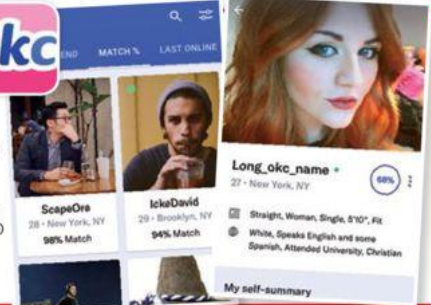 kc
END MATCH % LAST ONLINE
ScapeOra
28 • New York, NY
98% Match
IckeDavid
29 • Brooklyn, NY
94% Match
Long_okc_name •
27 • New York, NY
68%
Straight, Woman, Single, 5'10", Fit
White, Speaks English and some
Spanish, Attended University, Christian
My self-summary